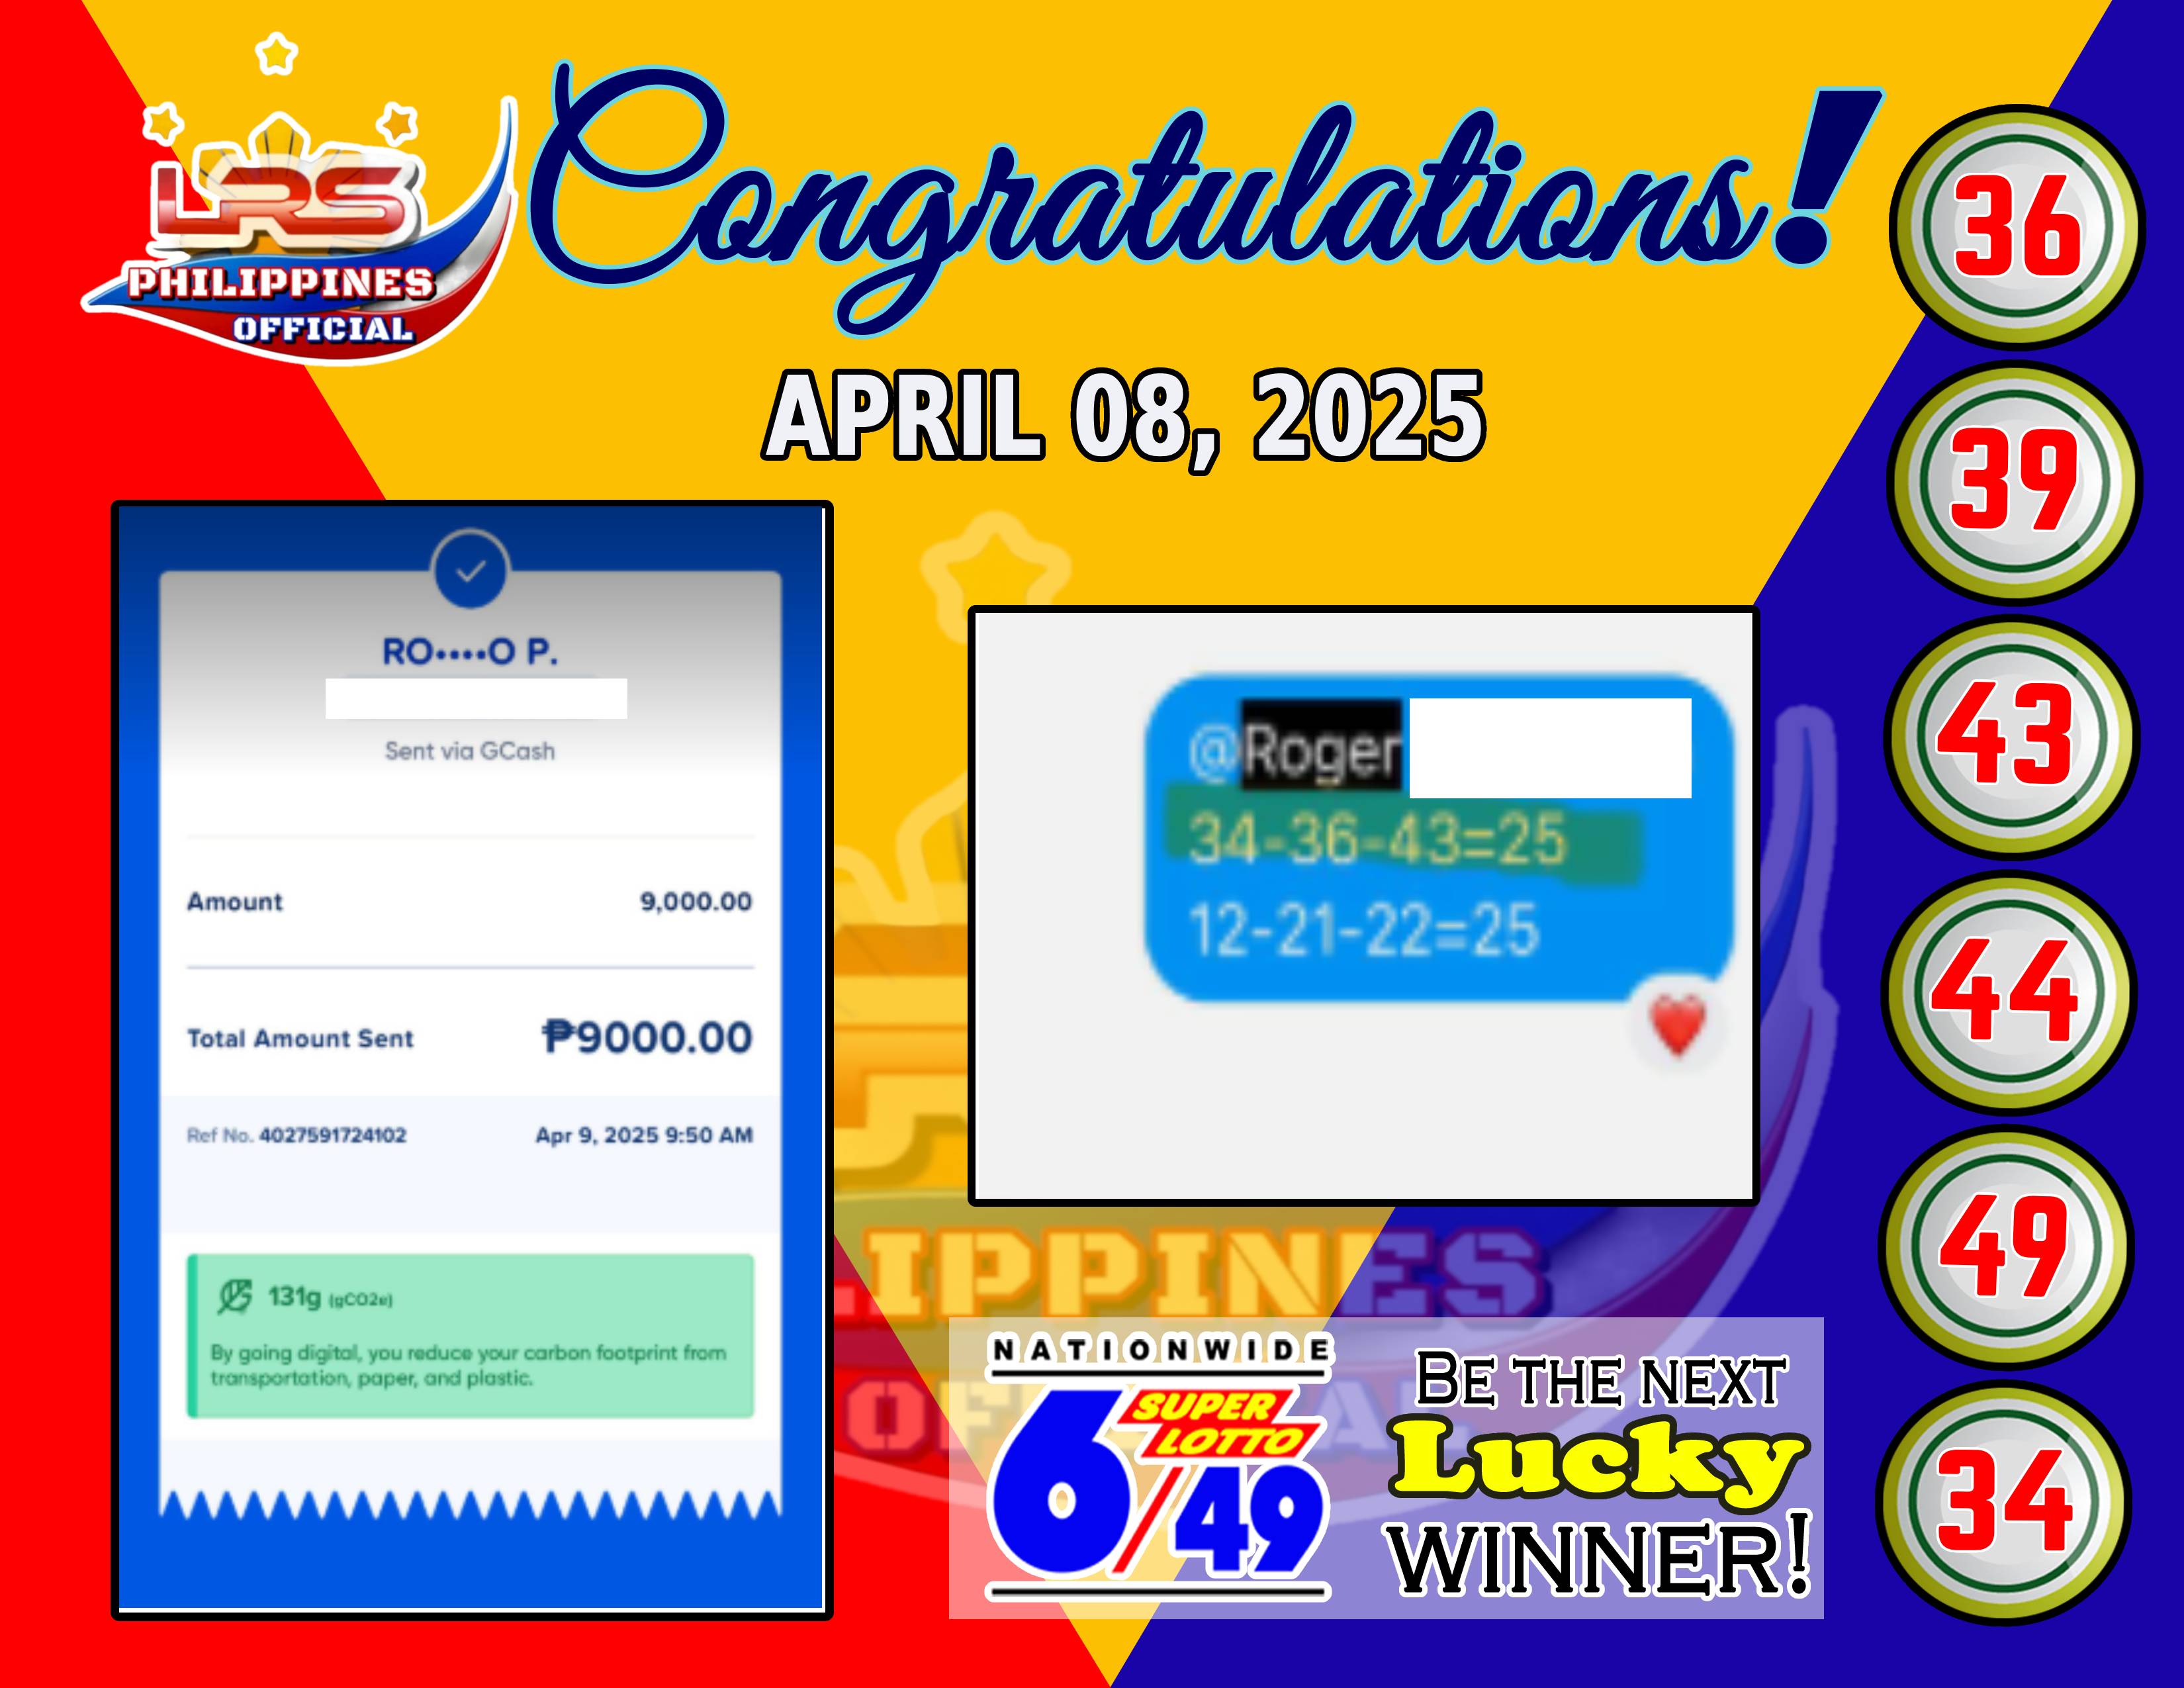 LRS
PHILIPPINES
OFFICIAL
Congratulations!
APRIL 08, 2025
RO••••O P.
Sent via GCash
Amount 9,000.00
Total Amount Sent ₱9000.00
Ref No. 4027591724102 Apr 9, 2025 9:50 AM
131g (gCO2e)
By going digital, you reduce your carbon footprint from
transportation, paper, and plastic.
@Roger
34-36-43=25
12-21-22=25
36
39
43
44
49
34
LIPPINES
NATIONWIDE
SUPER
LOTTO
6/49
BE THE NEXT
Lucky
WINNER!